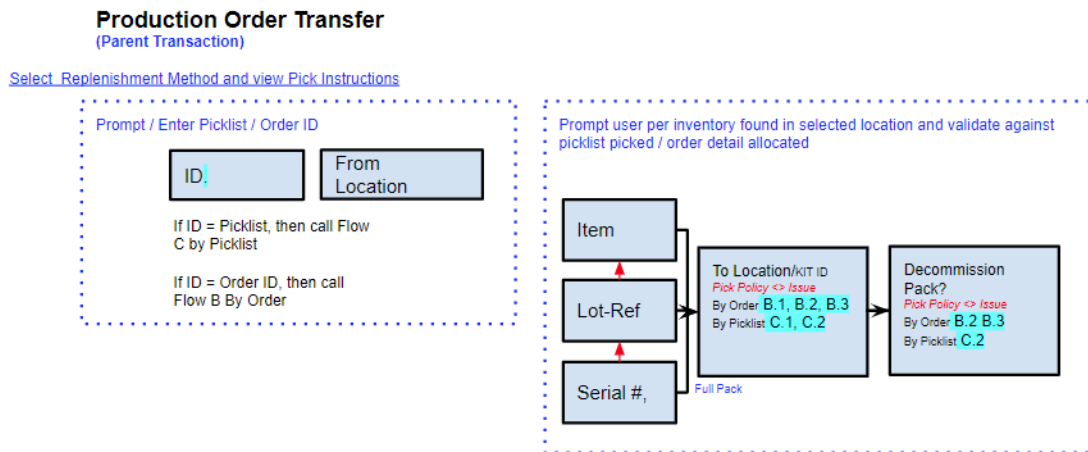 Production Order Transfer
(Parent Transaction)
Select Replenishment Method and view Pick Instructions
Prompt / Enter Picklist / Order ID
ID.
From
Location
If ID = Picklist, then call Flow
C by Picklist
If ID = Order ID, then call
Flow B By Order
Prompt user per inventory found in selected location and validate against
picklist picked / order detail allocated
Item
Lot-Ref
Serial #,
To Location/KIT ID
Pick Policy <> Issue
By Order B.1, B.2, B.3
By Picklist C.1, C.2
Full Pack
Decommission
Pack?
Pick Policy <> Issue
By Order B.2 B.3
By Picklist C.2